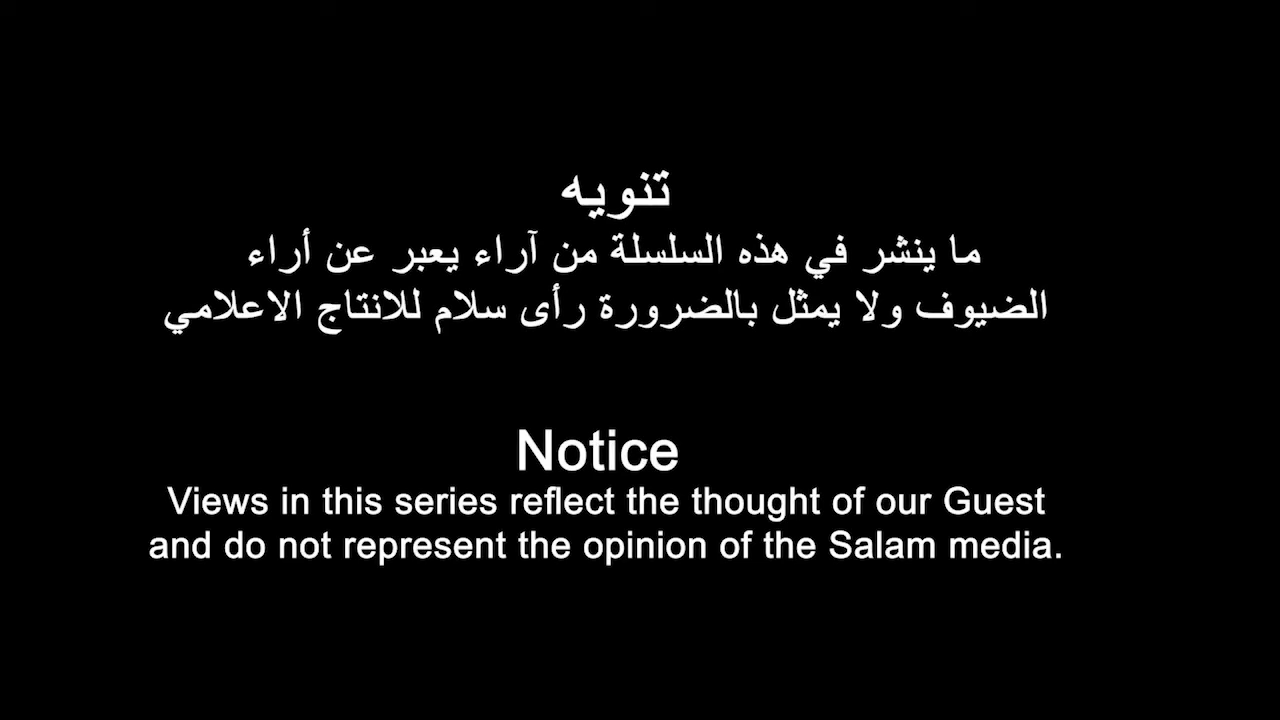 تنويه
ما ينشر في هذه السلسلة من آراء يعبر عن أراء
الضيوف ولا يمثل بالضرورة رأى سلام للانتاج الاعلامي
Notice
Views in this series reflect the thought of our Guest
and do not represent the opinion of the Salam media.